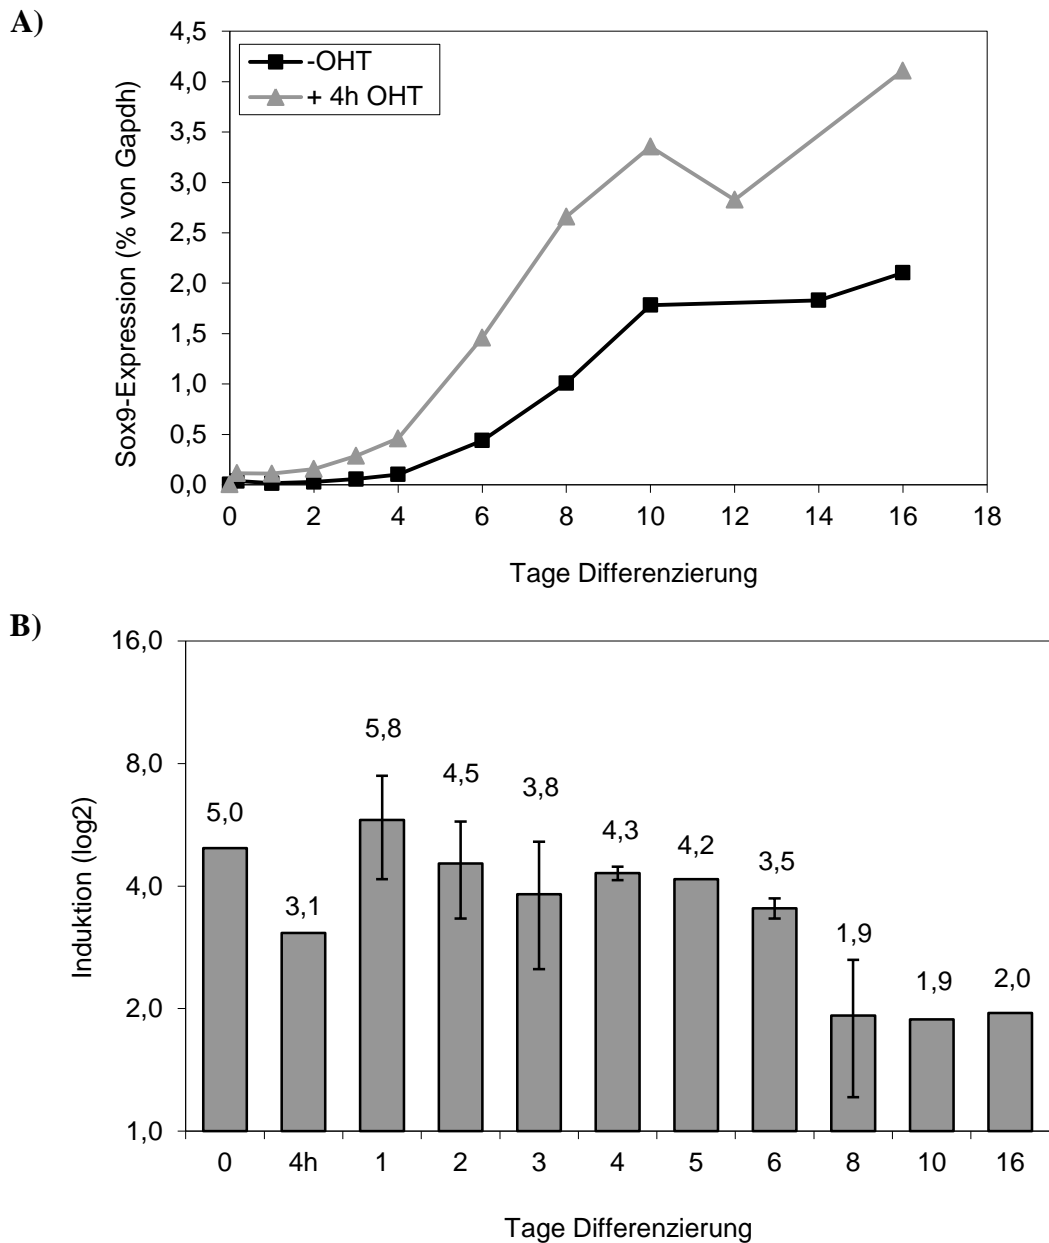 A)
Sox9-Expression (% von Gapdh)
4,5
4,0
3,5
3,0
2,5
2,0
1,5
1,0
0,5
0,0
-OHT
+ 4h OHT
0 2 4 6 8 10 12 14 16 18
Tage Differenzierung
B)
Induktion (log2)
16,0
8,0
4,0
2,0
1,0
5,0 3,1 5,8 4,5 3,8 4,3 4,2 3,5 1,9 1,9 2,0
0 4h 1 2 3 4 5 6 8 10 16
Tage Differenzierung